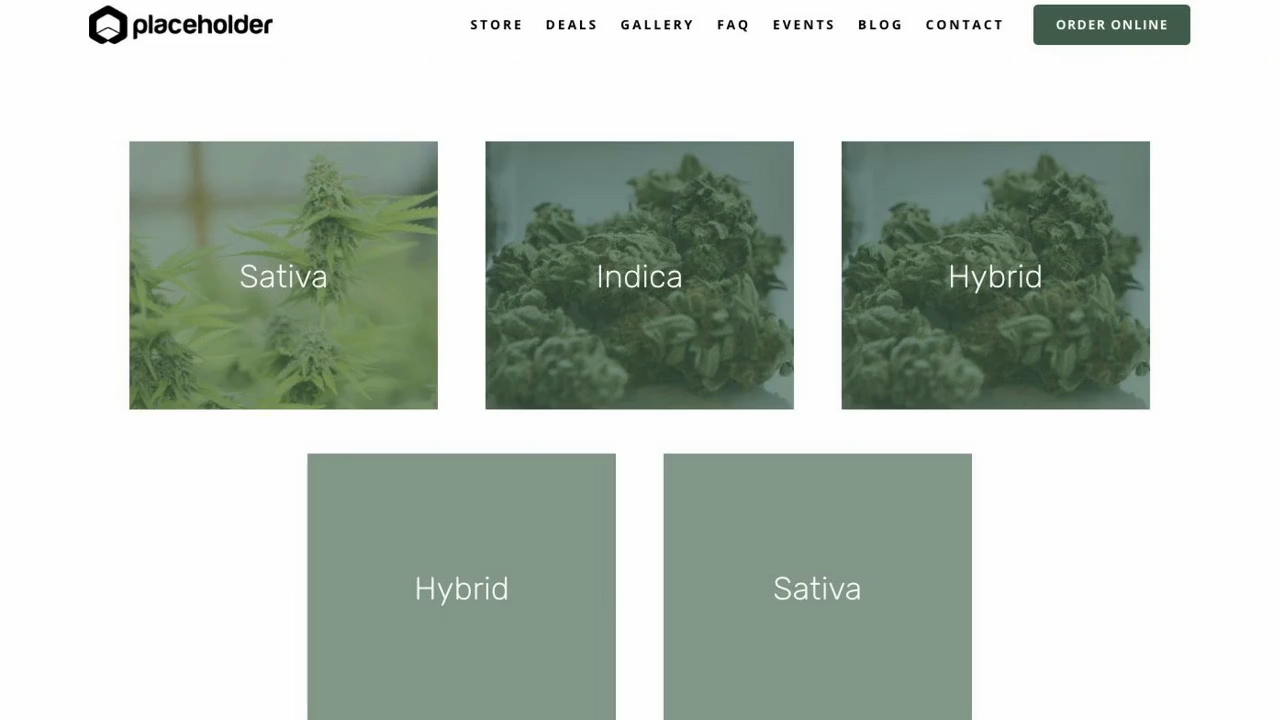 placeholder STORE DEALS GALLERY FAQ EVENTS BLOG CONTACT ORDER ONLINE
Sativa Indica Hybrid
Hybrid Sativa